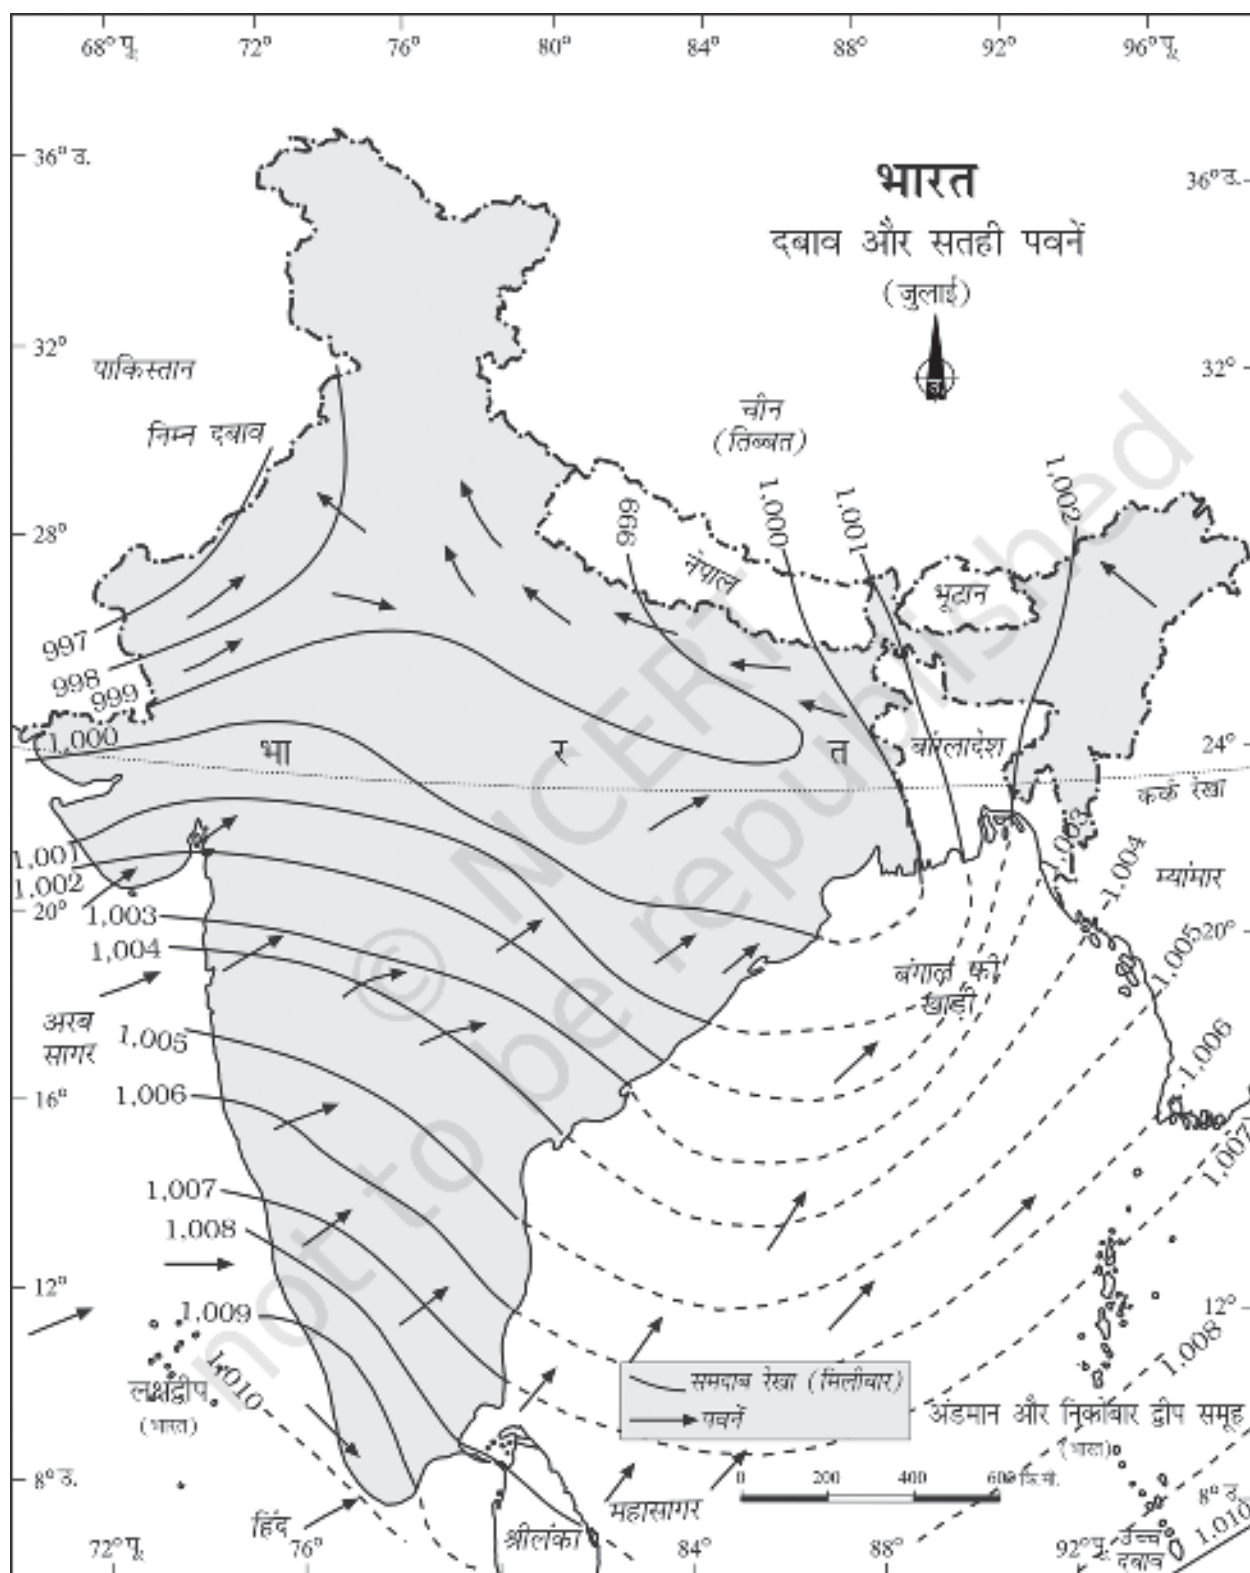 68° पू.
72°
76°
80°
84°
88°
92°
96° पू.
36° उ.
भारत
36° उ.
दबाव और सतही पवनें
(जुलाई)
उ
32°
पाकिस्तान
32°
निम्न दबाव
चीन
(तिब्बत)
1,000
1,001
1,002
999
28°
नेपाल
भूटान
997
998
999
1,000
भा
र
त
बांग्लादेश
24°
कर्क रेखा
1,001
1,002
1,003
1,004
म्यांमार
20°
1,003
1,004
20°
1,005
बंगाल की
खाड़ी
अरब
सागर
1,005
1,006
16°
1,006
1,007
1,007
1,008
12°
12°
1,009
1,008
1,010
लक्षद्वीप
(भारत)
समदाब रेखा (मिलीबार)
पवनें
अंडमान और निकोबार द्वीप समूह
(भारत)
8° उ.
0 200 400 600 कि.मी.
8° उ.
हिंद
महासागर
श्रीलंका
1,010
उच्च
दबाव
72° पू.
76°
84°
88°
92° पू.
© NCERT
not to be republished